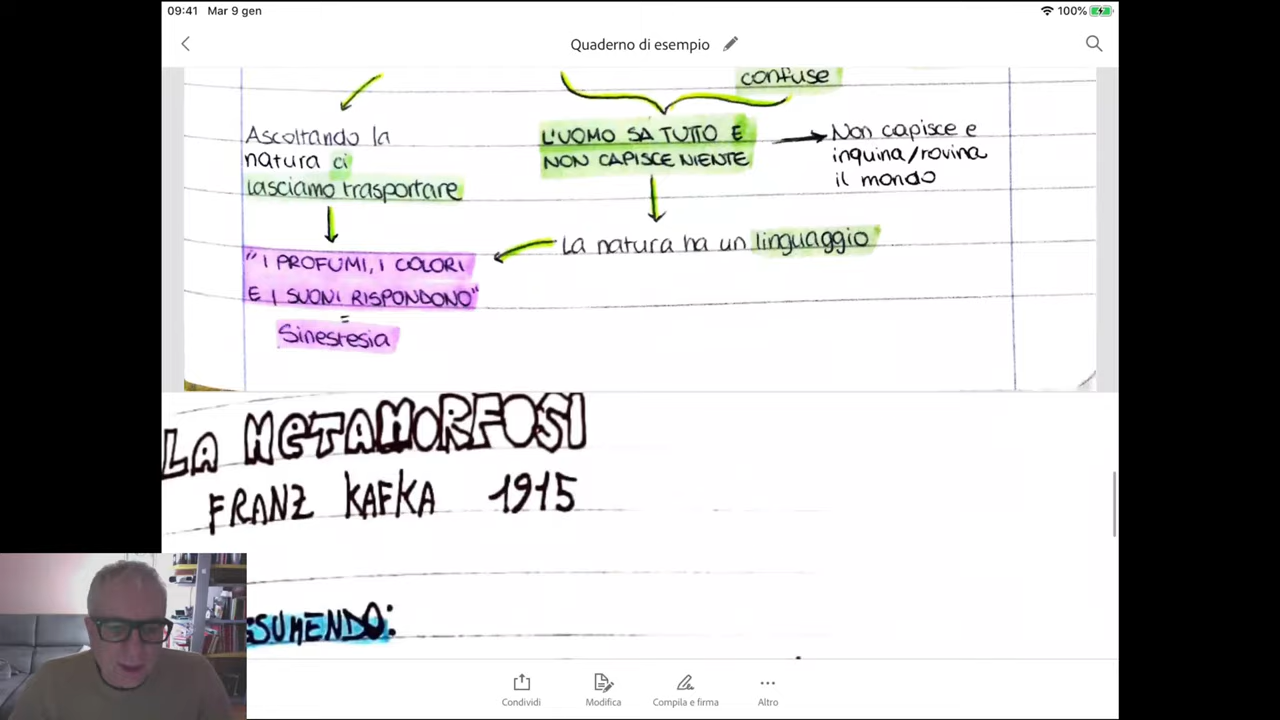 09:41 Mar 9 gen
100%
Quaderno di esempio
confuse
Ascoltando la
natura ci
lasciamo trasportare
L'UOMO SA TUTTO E
NON CAPISCE NIENTE
Non capisce e
inquina/rovina
il mondo
La natura ha un linguaggio
"I PROFUMI, I COLORI
E I SUONI RISPONDONO"
=
Sinestesia
LA METAMORFOSI
FRANZ KAFKA 1915
SUMENDO:
Condividi
Modifica
Compila e firma
Altro